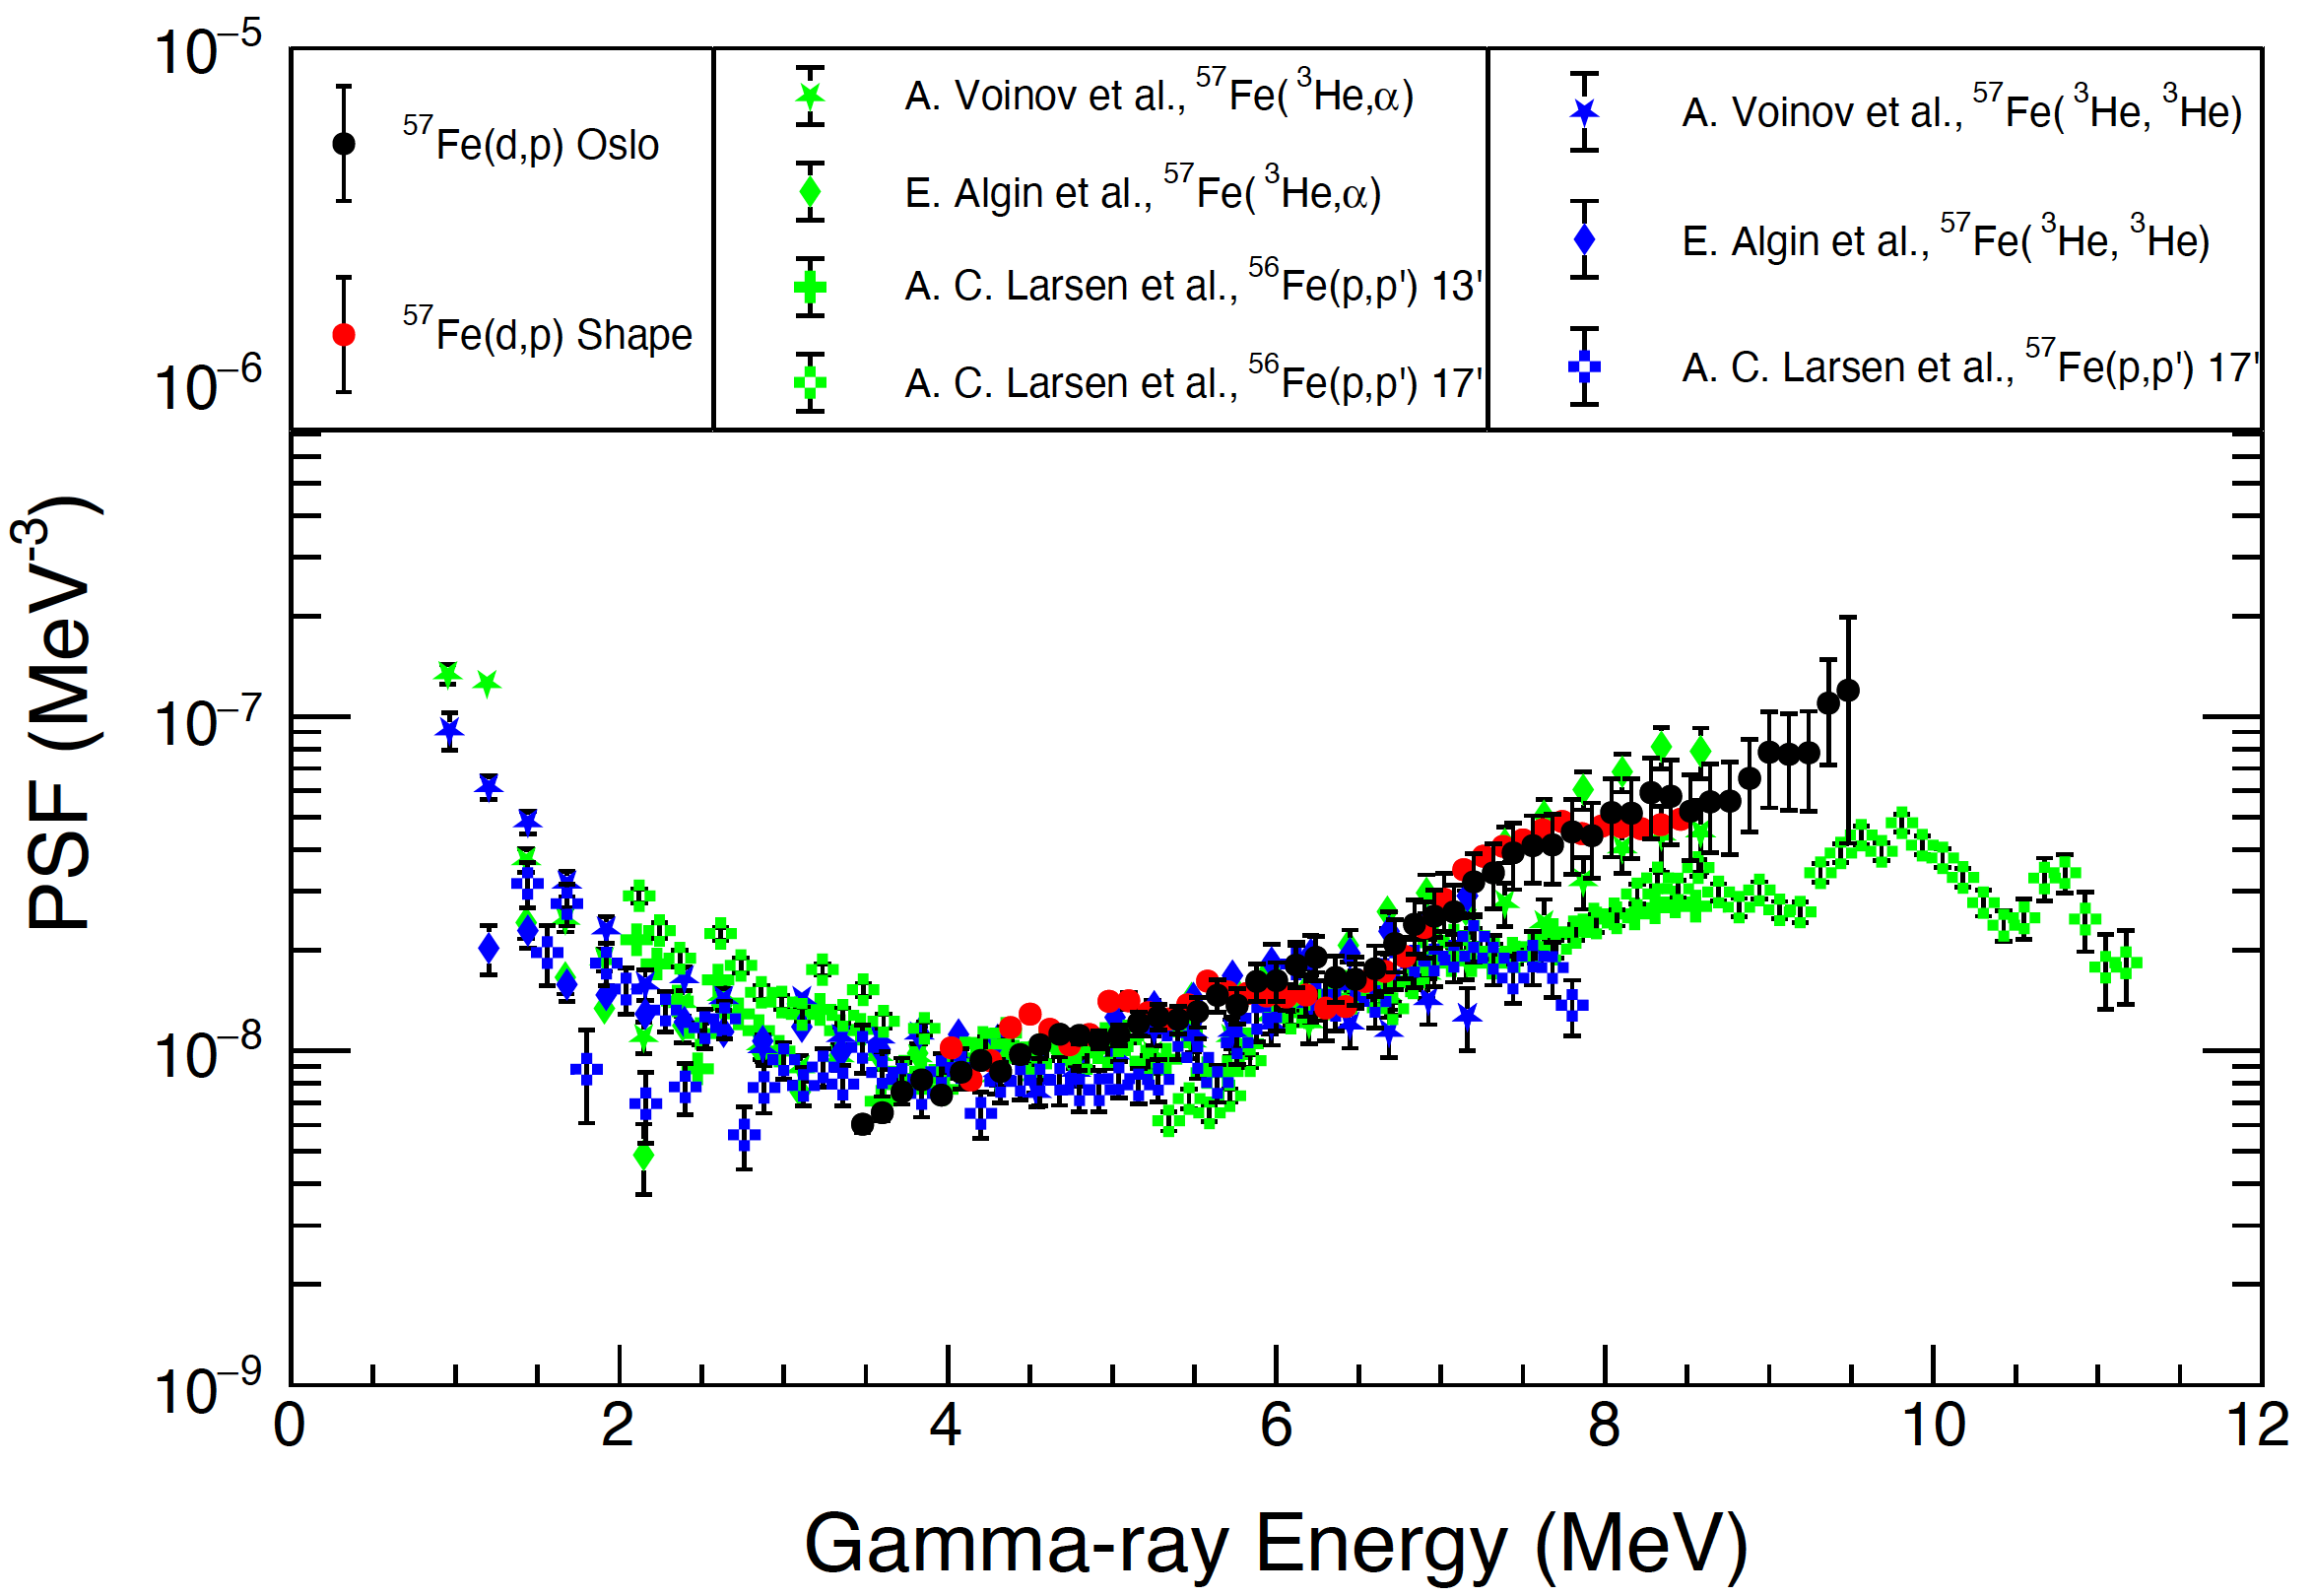 10⁻⁵
10⁻⁶
10⁻⁷
10⁻⁸
10⁻⁹
PSF (MeV⁻³)
⁵⁷Fe(d,p) Oslo
⁵⁷Fe(d,p) Shape
A. Voinov et al., ⁵⁷Fe(³He,α)
E. Algin et al., ⁵⁷Fe(³He,α)
A. C. Larsen et al., ⁵⁶Fe(p,p') 13'
A. C. Larsen et al., ⁵⁶Fe(p,p') 17'
A. Voinov et al., ⁵⁷Fe(³He, ³He)
E. Algin et al., ⁵⁷Fe(³He, ³He)
A. C. Larsen et al., ⁵⁷Fe(p,p') 17'
0 2 4 6 8 10 12
Gamma-ray Energy (MeV)